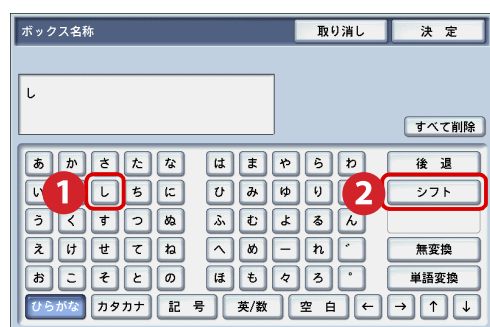 ボックス名称 取り消し 決 定
し
すべて削除
あ か さ た な は ま や ら わ 後 退
い 1 し ち に ひ み ゆ り 2 シフト
う く す つ ぬ ふ む よ る ん
え け せ て ね へ め ー れ ゛ 無変換
お こ そ と の ほ も 々 ろ ゜ 単語変換
ひらがな カタカナ 記 号 英/数 空 白 ← → ↑ ↓